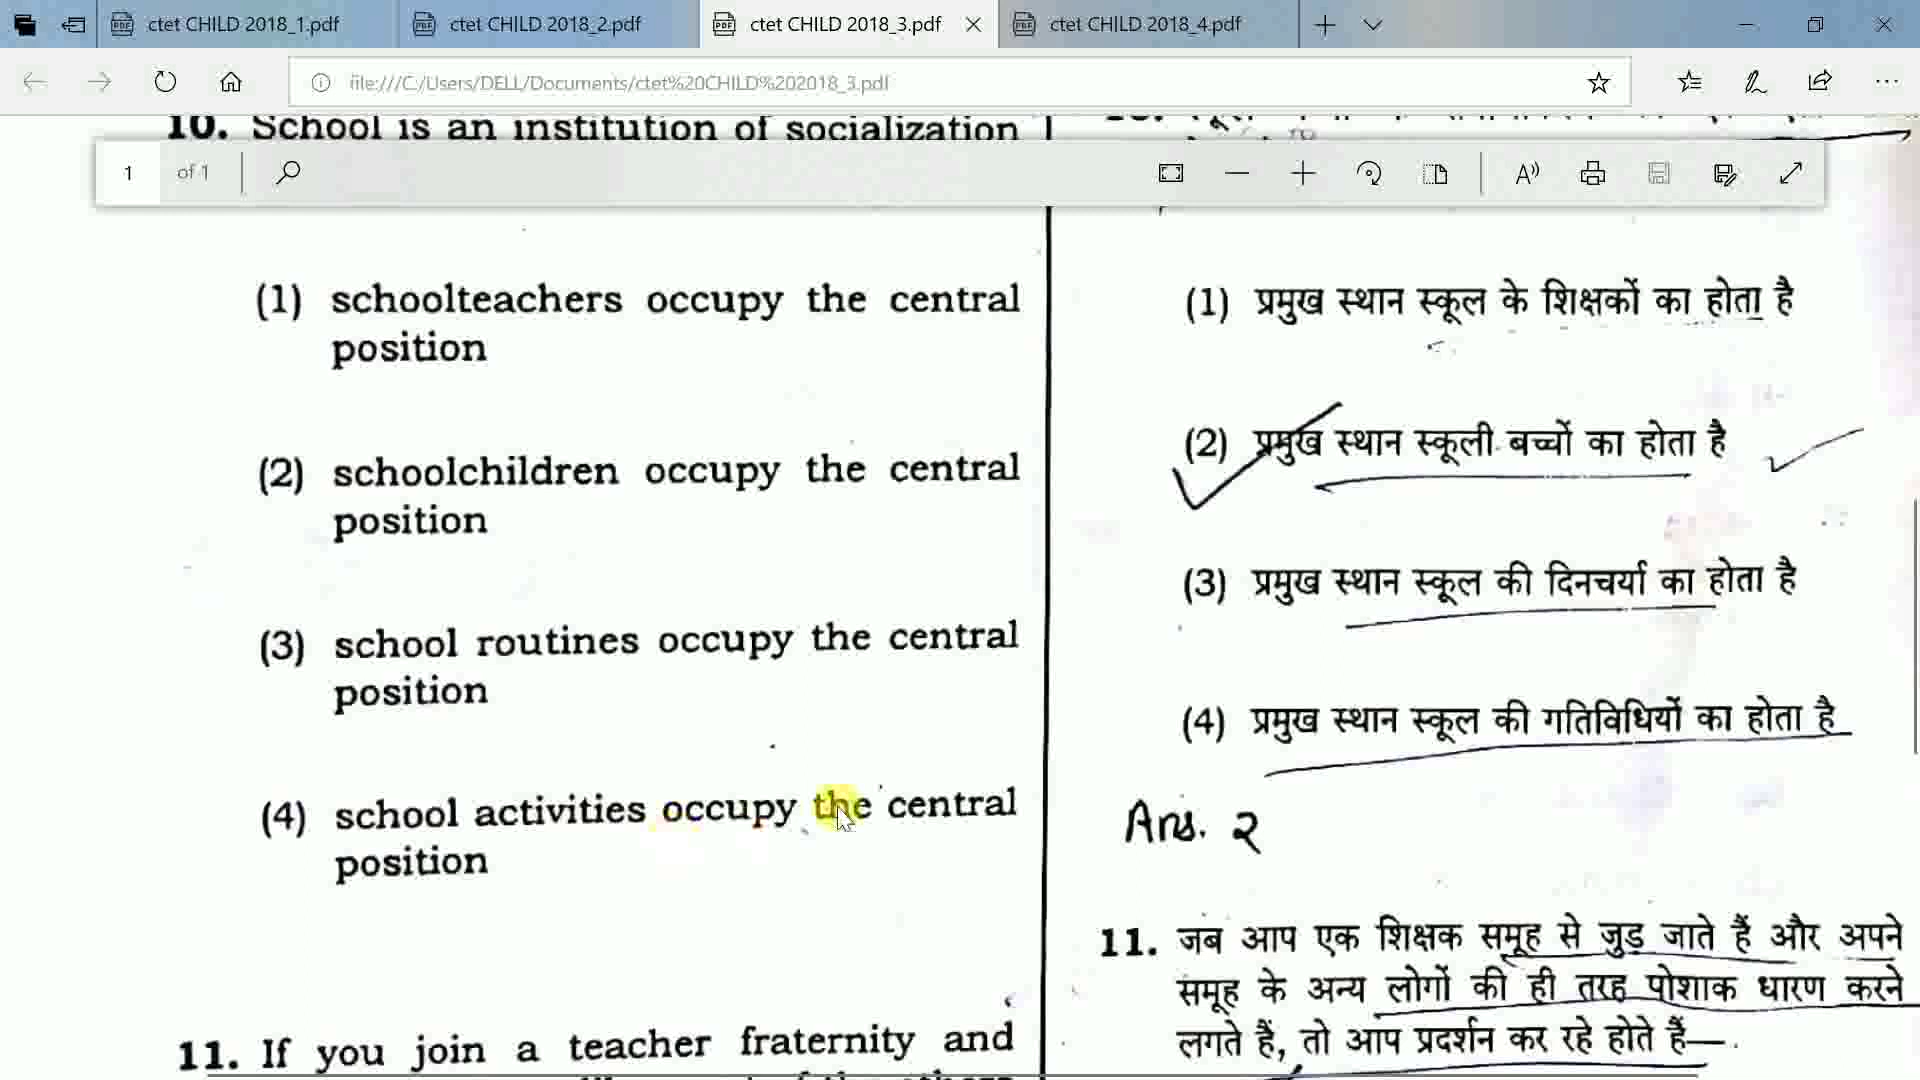 ctet CHILD 2018_1.pdf
ctet CHILD 2018_2.pdf
ctet CHILD 2018_3.pdf
ctet CHILD 2018_4.pdf
file:///C:/Users/DELL/Documents/ctet%20CHILD%202018_3.pdf
10. School is an institution of socialization
1 of 1
(1) schoolteachers occupy the central
position
(2) schoolchildren occupy the central
position
(3) school routines occupy the central
position
(4) school activities occupy the central
position
11. If you join a teacher fraternity and
(1) प्रमुख स्थान स्कूल के शिक्षकों का होता है
(2) प्रमुख स्थान स्कूली बच्चों का होता है
(3) प्रमुख स्थान स्कूल की दिनचर्या का होता है
(4) प्रमुख स्थान स्कूल की गतिविधियों का होता है
Ans. २
11. जब आप एक शिक्षक समूह से जुड़ जाते हैं और अपने
समूह के अन्य लोगों की ही तरह पोशाक धारण करने
लगते हैं, तो आप प्रदर्शन कर रहे होते हैं—